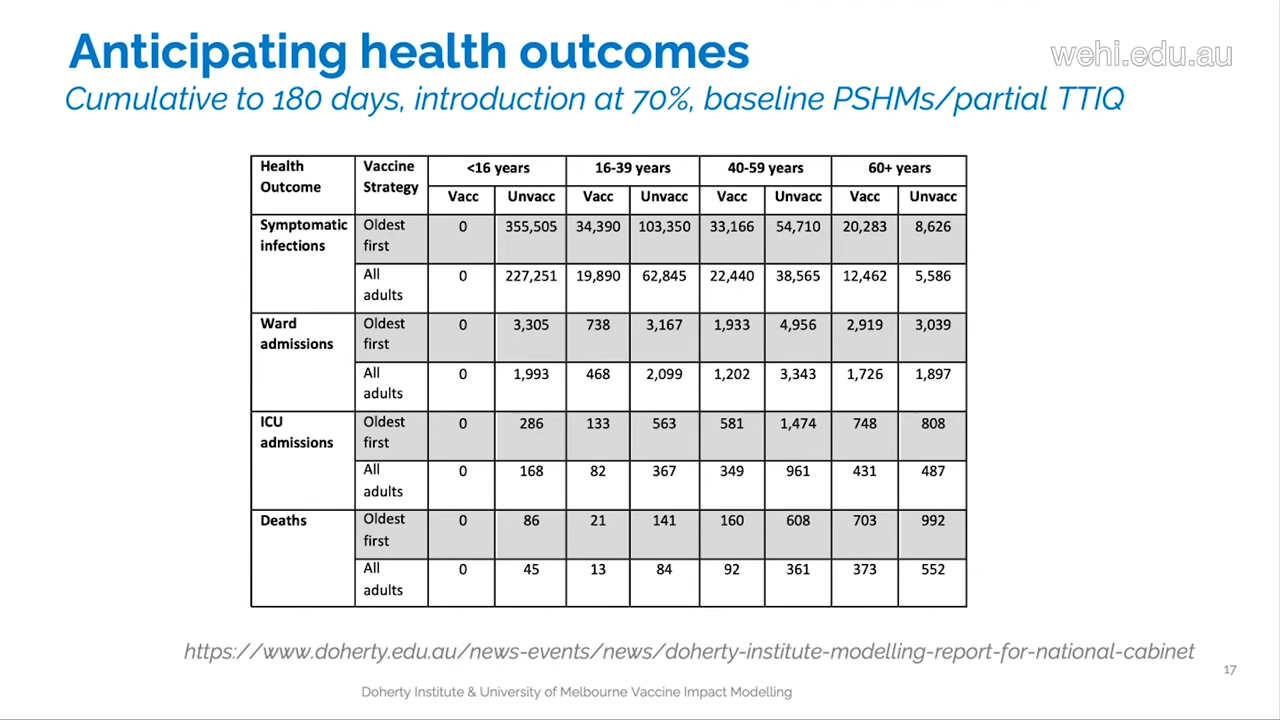 Anticipating health outcomes
wehi.edu.au
Cumulative to 180 days, introduction at 70%, baseline PSHMs/partial TTIQ
Health Outcome Vaccine Strategy <16 years 16-39 years 40-59 years 60+ years
Vacc Unvacc Vacc Unvacc Vacc Unvacc Vacc Unvacc
Symptomatic infections Oldest first 0 355,505 34,390 103,350 33,166 54,710 20,283 8,626
All adults 0 227,251 19,890 62,845 22,440 38,565 12,462 5,586
Ward admissions Oldest first 0 3,305 738 3,167 1,933 4,956 2,919 3,039
All adults 0 1,993 468 2,099 1,202 3,343 1,726 1,897
ICU admissions Oldest first 0 286 133 563 581 1,474 748 808
All adults 0 168 82 367 349 961 431 487
Deaths Oldest first 0 86 21 141 160 608 703 992
All adults 0 45 13 84 92 361 373 552
https://www.doherty.edu.au/news-events/news/doherty-institute-modelling-report-for-national-cabinet
17
Doherty Institute & University of Melbourne Vaccine Impact Modelling